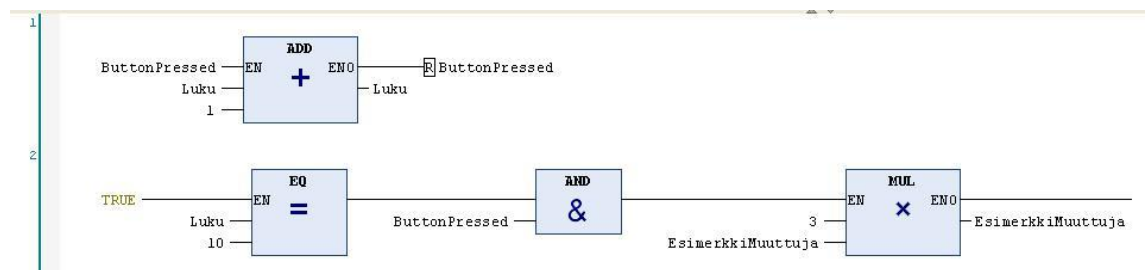 1
ADD
ButtonPressed EN ENO R ButtonPressed
+
Luku Luku
1
2
EQ AND MUL
TRUE EN EN ENO
= & ×
Luku ButtonPressed 3 EsimerkkiMuuttuja
10 EsimerkkiMuuttuja